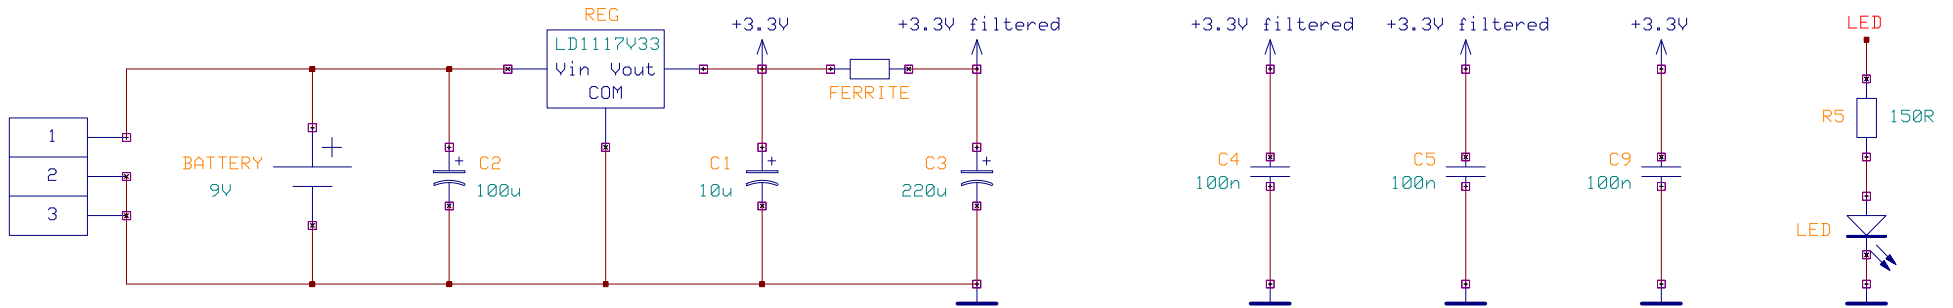 REG
LD1117V33
Vin Vout
COM
+3.3V
+3.3V filtered
FERRITE
1
2
3
BATTERY
9V
+
+
C2
100u
+
C1
10u
+
C3
220u
+3.3V filtered
C4
100n
+3.3V filtered
C5
100n
+3.3V
C9
100n
LED
R5
150R
LED